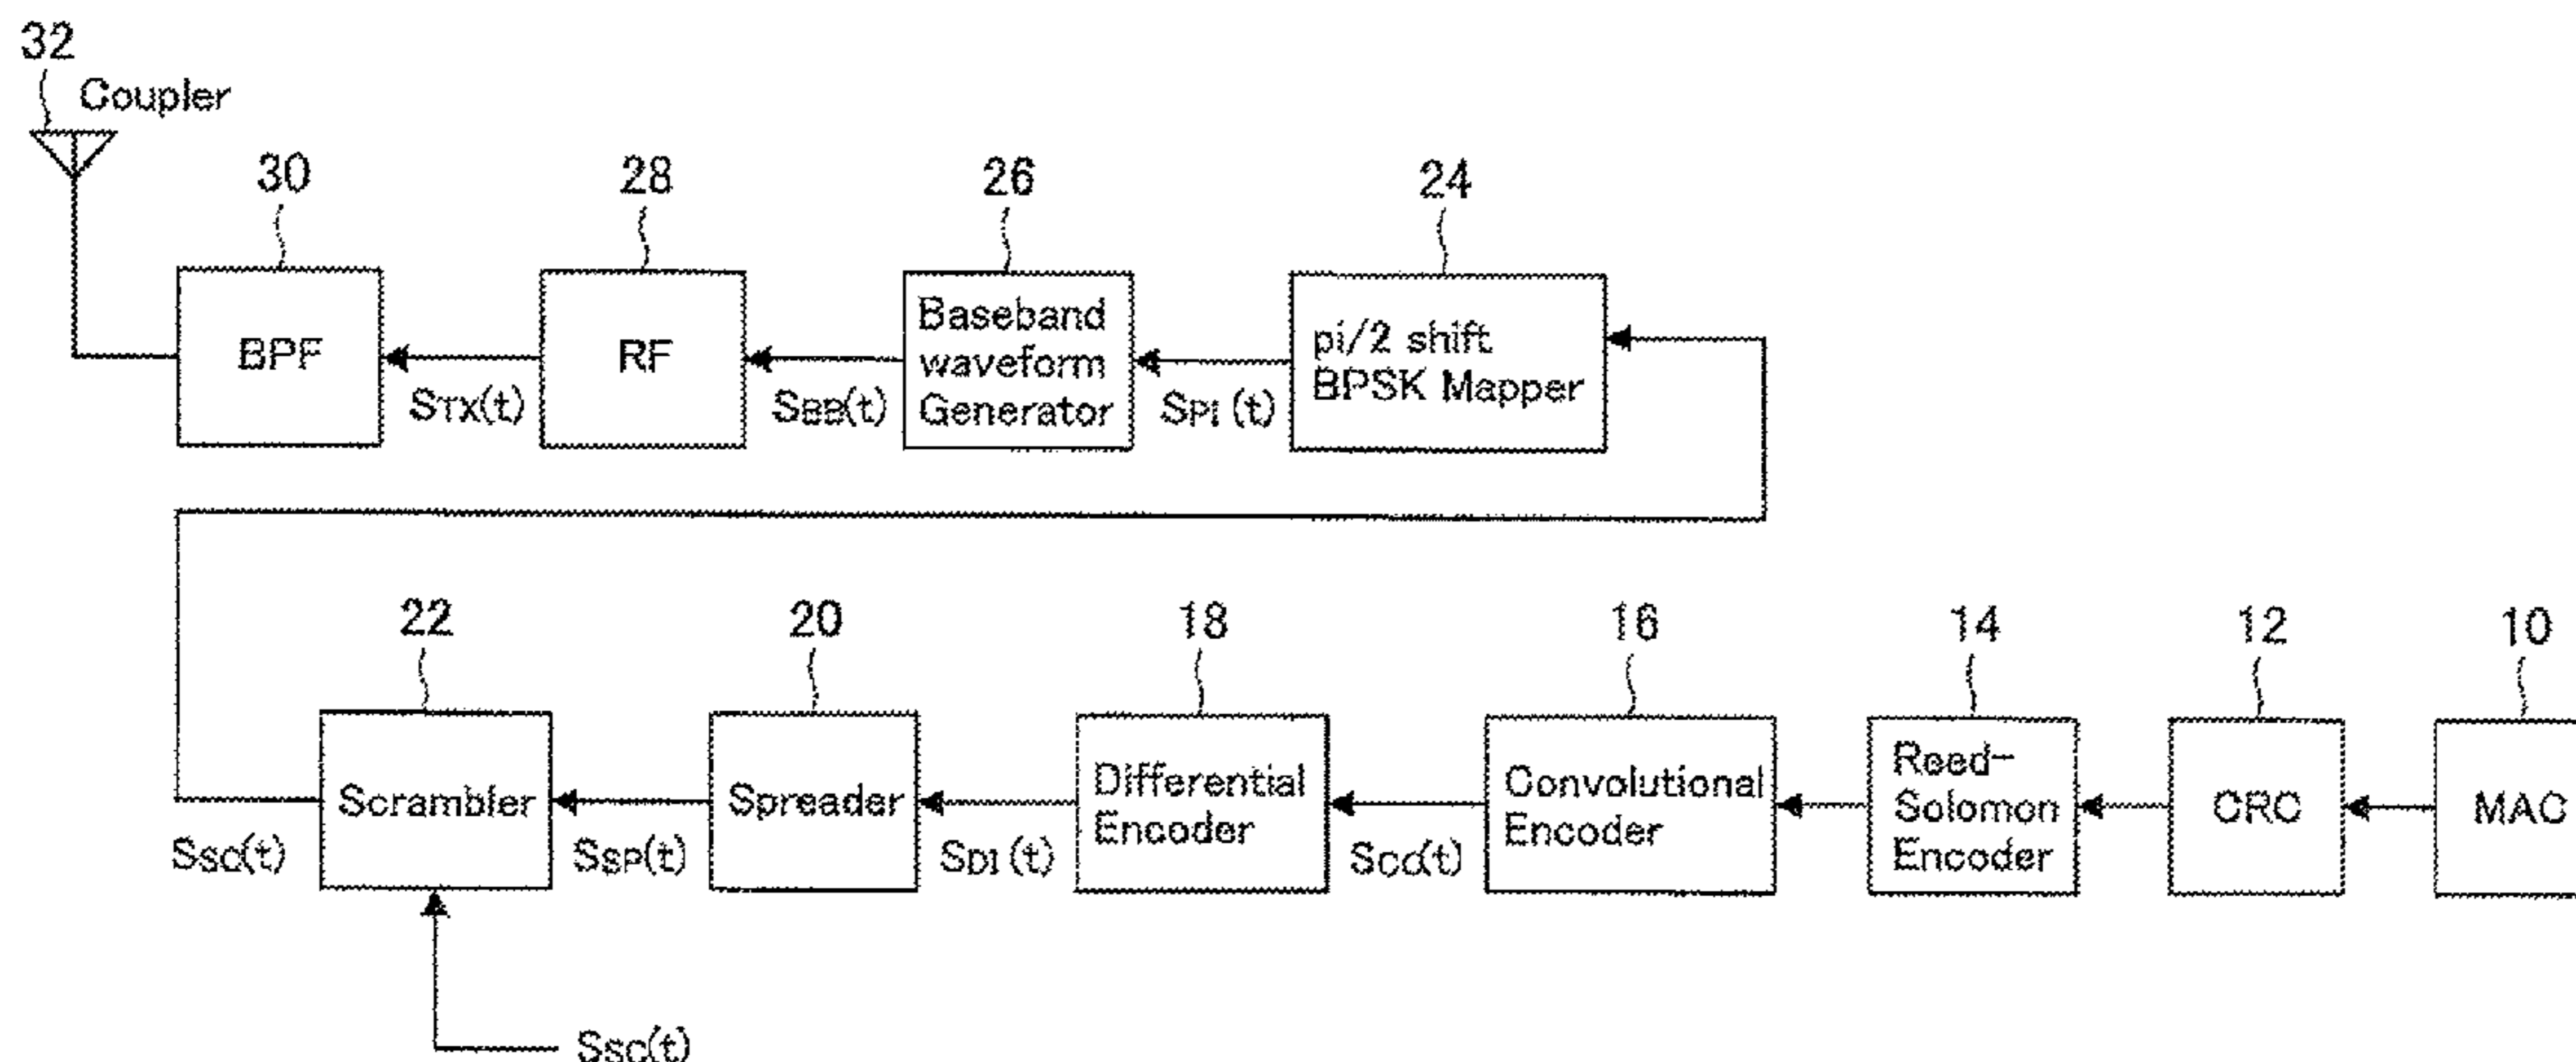 32
Coupler
30
28
26
24
BPF
RF
Baseband
waveform
Generator
pi/2 shift
BPSK Mapper
STX(t)
SBB(t)
SPI (t)
22
20
18
16
14
12
10
Scrambler
Spreader
Differential
Encoder
Convolutional
Encoder
Reed-
Solomon
Encoder
CRC
MAC
SSC(t)
SSP(t)
SDI (t)
SCC(t)
SSC(t)